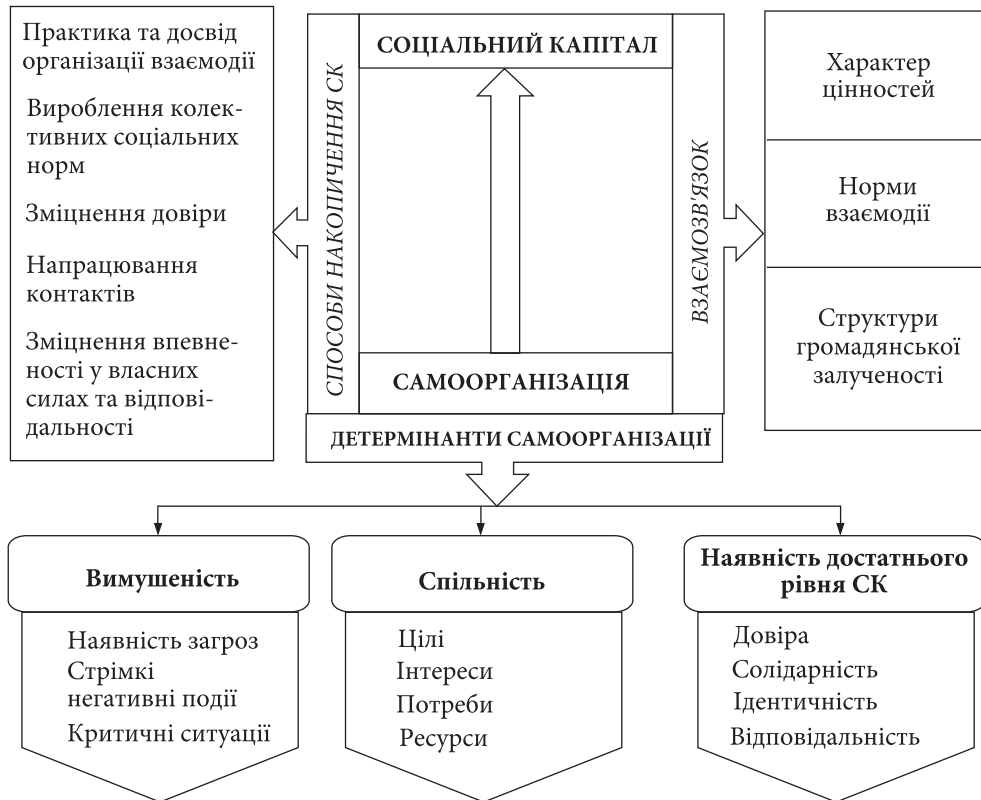 Практика та досвід
організації взаємодії
Вироблення колек-
тивних соціальних
норм
Зміцнення довіри
Напрацювання
контактів
Зміцнення впевне-
ності у власних
силах та відпові-
дальності
СПОСОБИ НАКОПИЧЕННЯ СК
СОЦІАЛЬНИЙ КАПІТАЛ
САМООРГАНІЗАЦІЯ
ВЗАЄМОЗВ'ЯЗОК
Характер
цінностей
Норми
взаємодії
Структури
громадянської
залученості
ДЕТЕРМІНАНТИ САМООРГАНІЗАЦІЇ
Вимушеність
Наявність загроз
Стрімкі
негативні події
Критичні ситуації
Спільність
Цілі
Інтереси
Потреби
Ресурси
Наявність достатнього
рівня СК
Довіра
Солідарність
Ідентичність
Відповідальність